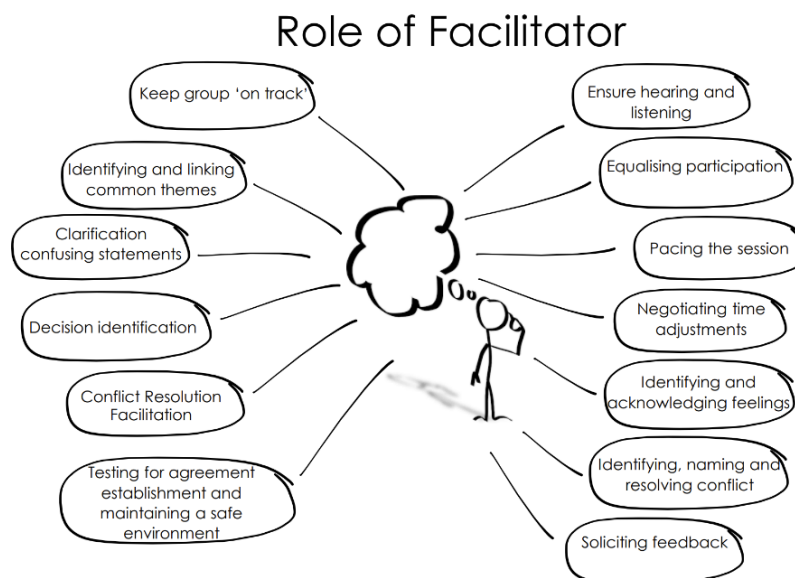 Role of Facilitator
Keep group ‘on track’
Identifying and linking
common themes
Clarification
confusing statements
Decision identification
Conflict Resolution
Facilitation
Testing for agreement
establishment and
maintaining a safe
environment
Ensure hearing and
listening
Equalising participation
Pacing the session
Negotiating time
adjustments
Identifying and
acknowledging feelings
Identifying, naming and
resolving conflict
Soliciting feedback